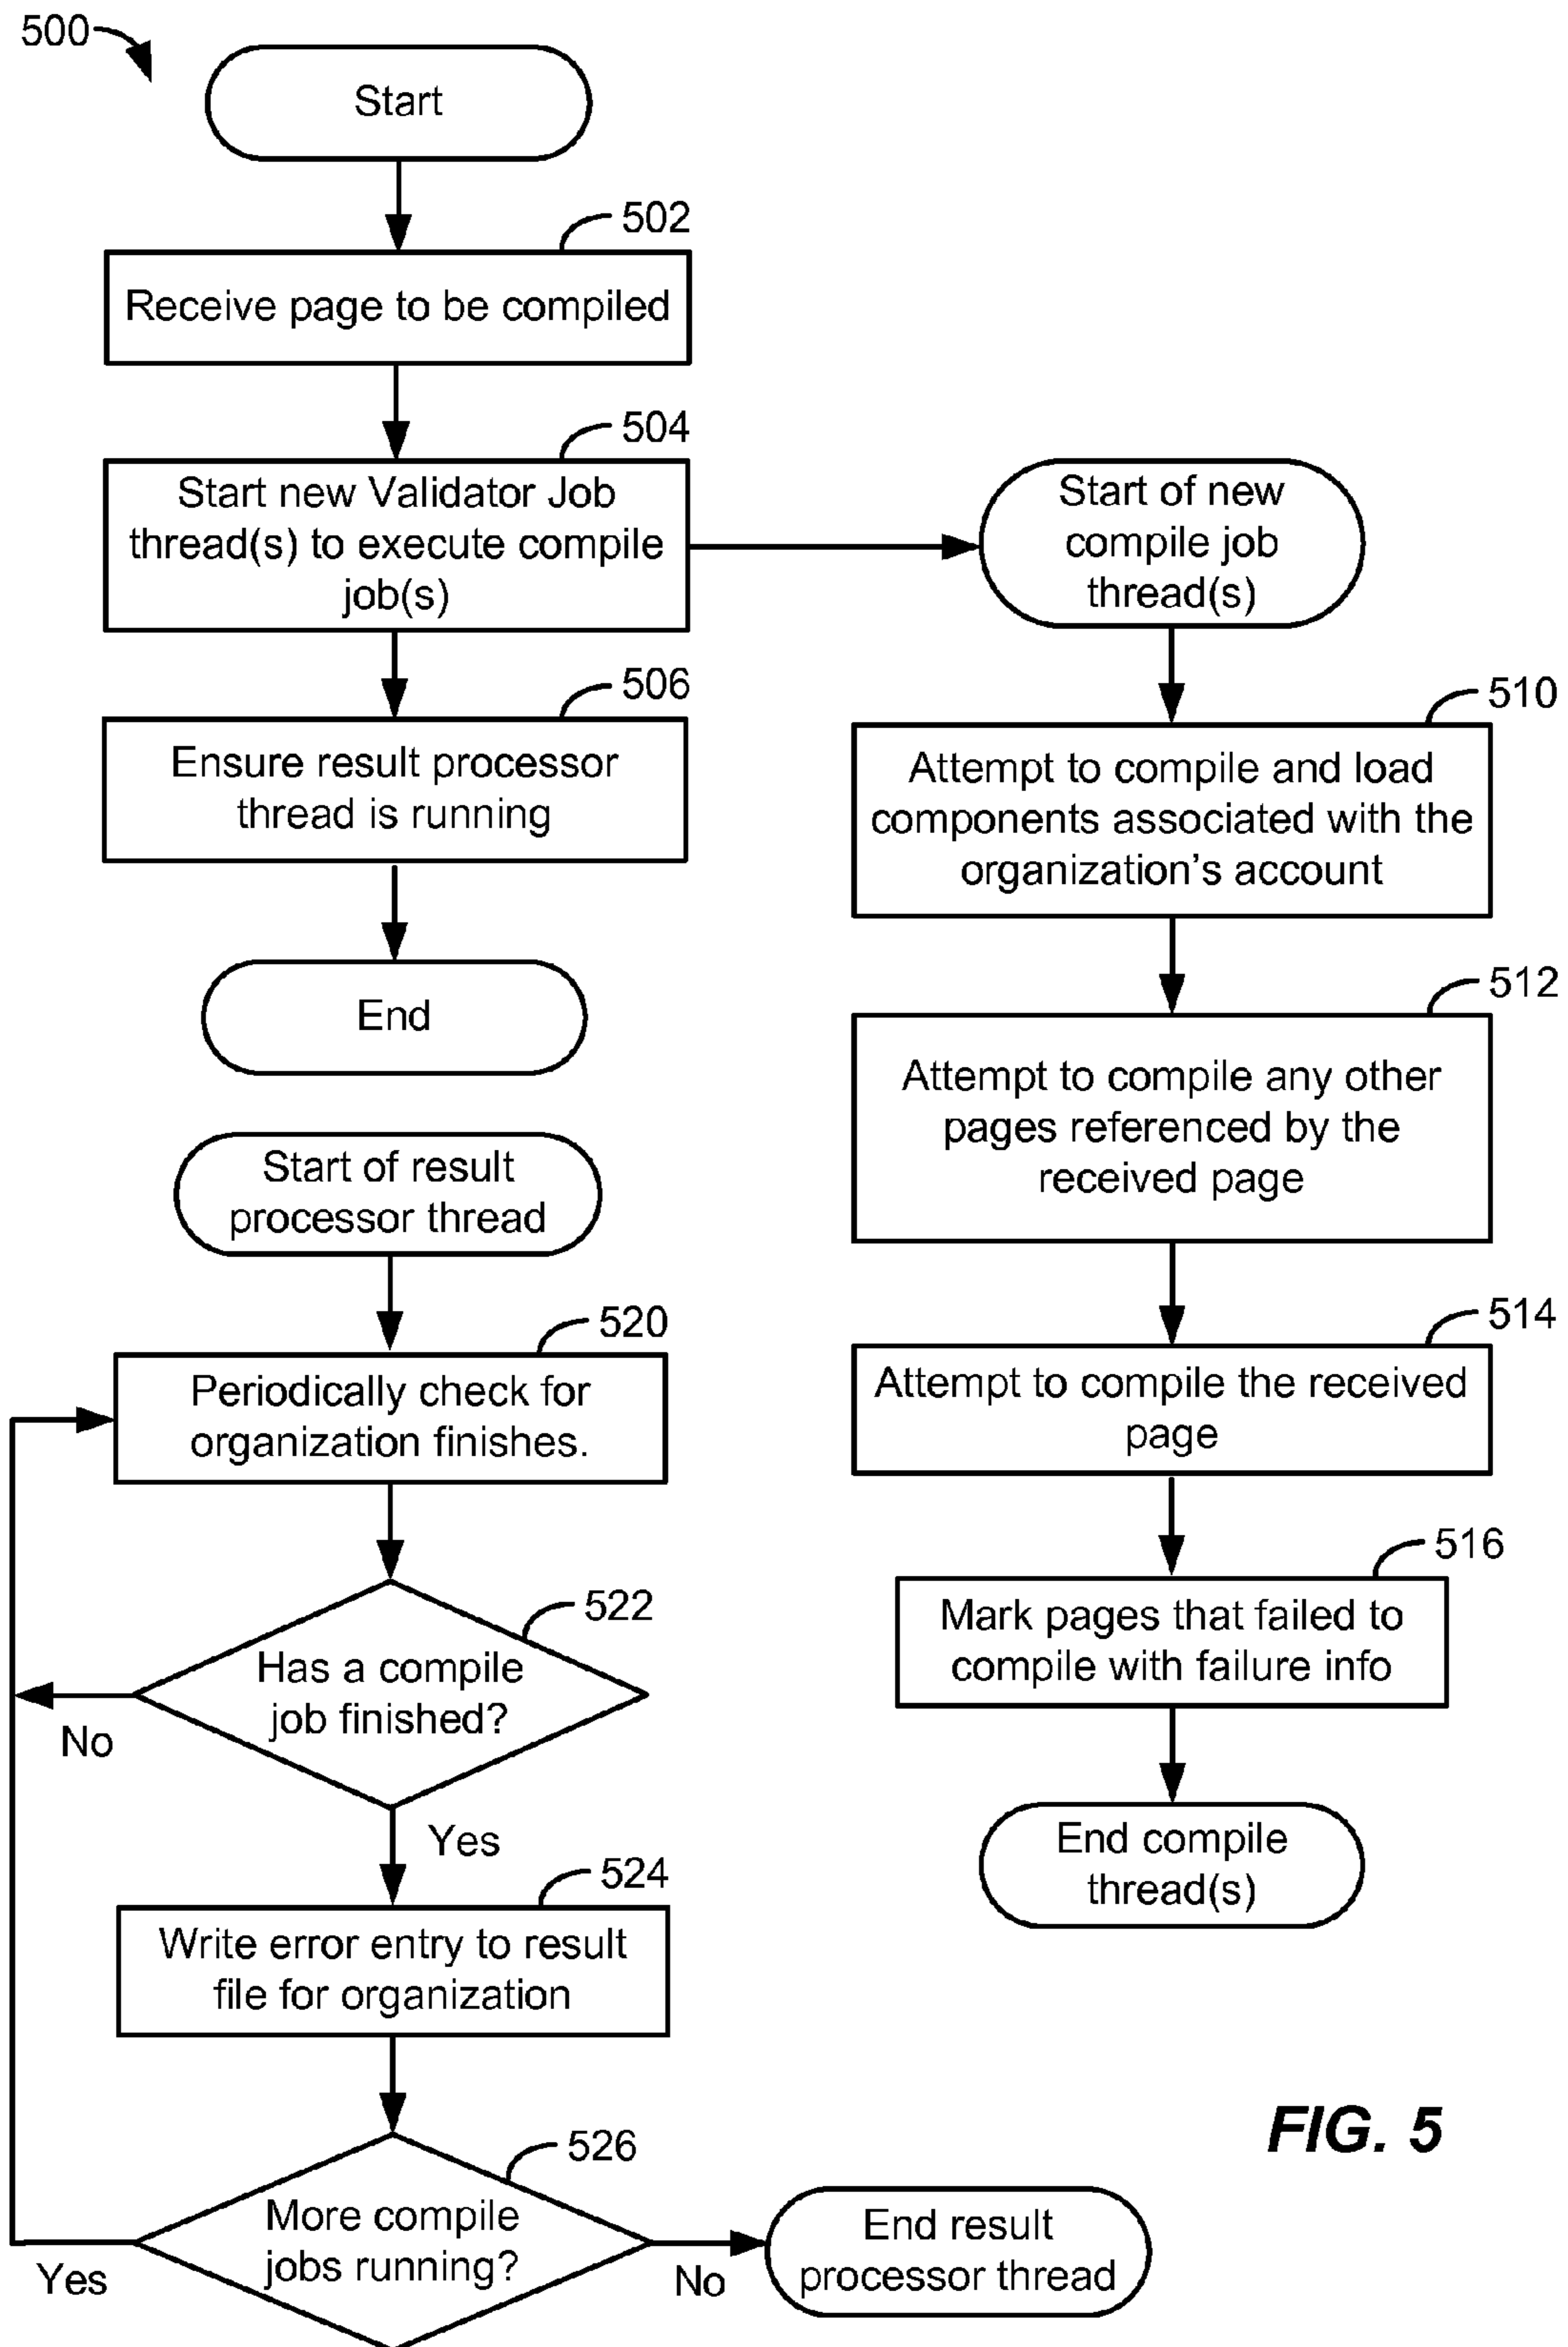 500
Start
502
Receive page to be compiled
504
Start new Validator Job
thread(s) to execute compile
job(s)
506
Ensure result processor
thread is running
End
Start of new
compile job
thread(s)
510
Attempt to compile and load
components associated with the
organization's account
512
Attempt to compile any other
pages referenced by the
received page
514
Attempt to compile the received
page
516
Mark pages that failed to
compile with failure info
End compile
thread(s)
Start of result
processor thread
520
Periodically check for
organization finishes.
522
Has a compile
job finished?
No
Yes
524
Write error entry to result
file for organization
526
More compile
jobs running?
Yes
No
End result
processor thread
FIG. 5